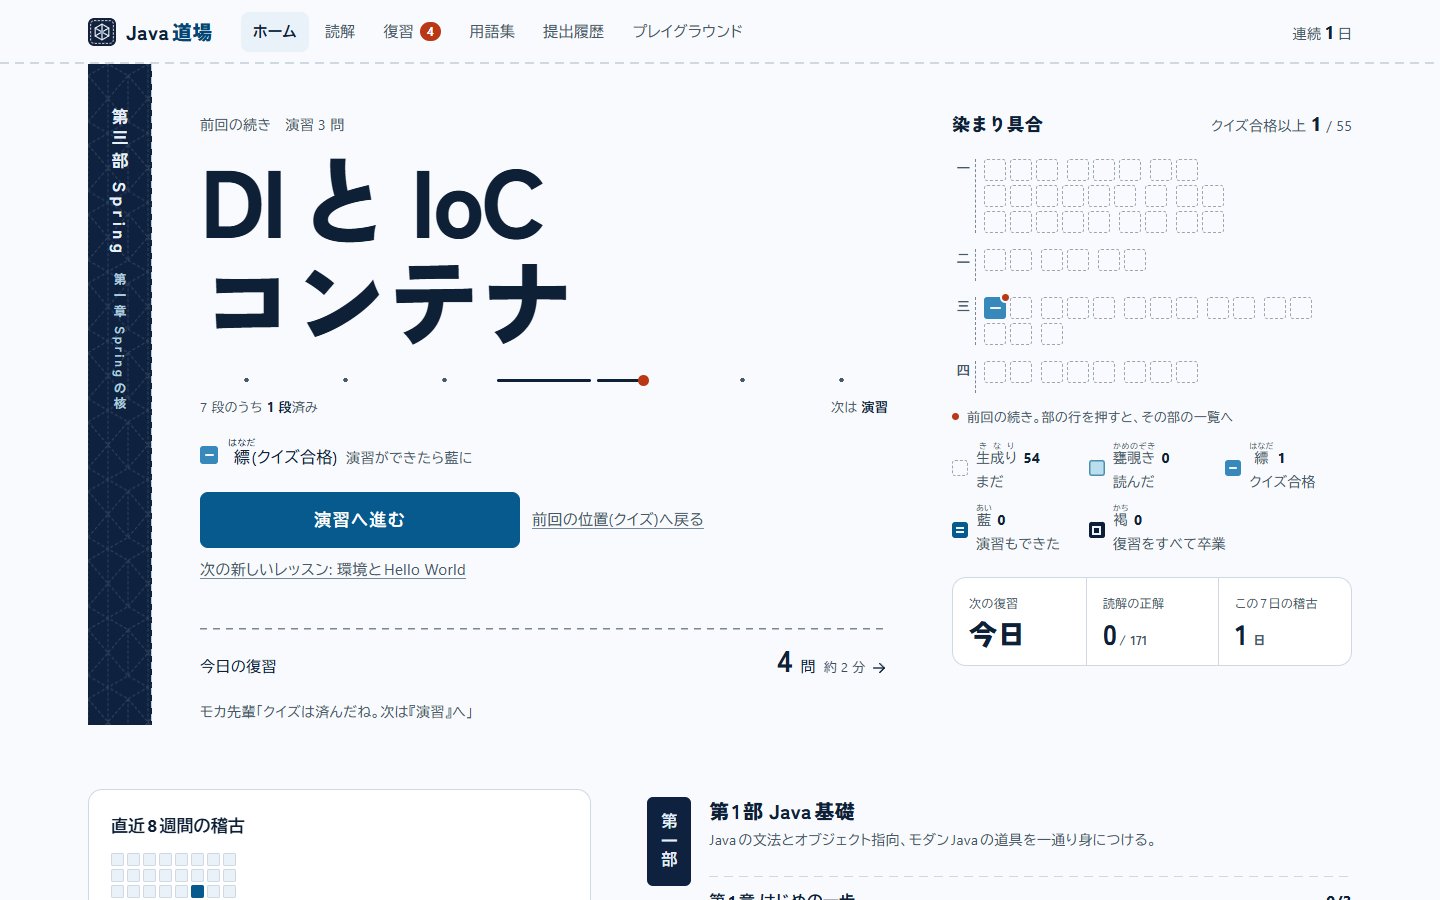 Java 道場 ホーム 読解 復習 4 用語集 提出履歴 プレイグラウンド 連続 1 日
第三部 Spring 第一章 Springの核
前回の続き 演習 3 問
DI と IoC
コンテナ
7 段のうち 1 段済み 次は 演習
はなだ
縹(クイズ合格) 演習ができたら藍に
演習へ進む 前回の位置(クイズ)へ戻る
次の新しいレッスン: 環境と Hello World
今日の復習 4 問 約 2 分 →
モカ先輩「クイズは済んだね。次は『演習』へ」
染まり具合 クイズ合格以上 1 / 55
一
二
三
四
前回の続き。部の行を押すと、その部の一覧へ
きなり かめのぞき はなだ
生成り 54 甕覗き 0 縹 1
まだ 読んだ クイズ合格
あい かち
藍 0 褐 0
演習もできた 復習をすべて卒業
次の復習 読解の正解 この7日の稽古
今日 0 / 171 1 日
直近8週間の稽古
第一部
第1部 Java 基礎
Javaの文法とオブジェクト指向、モダンJavaの道具を一通り身につける。
第1章 はじめの一歩 0/3